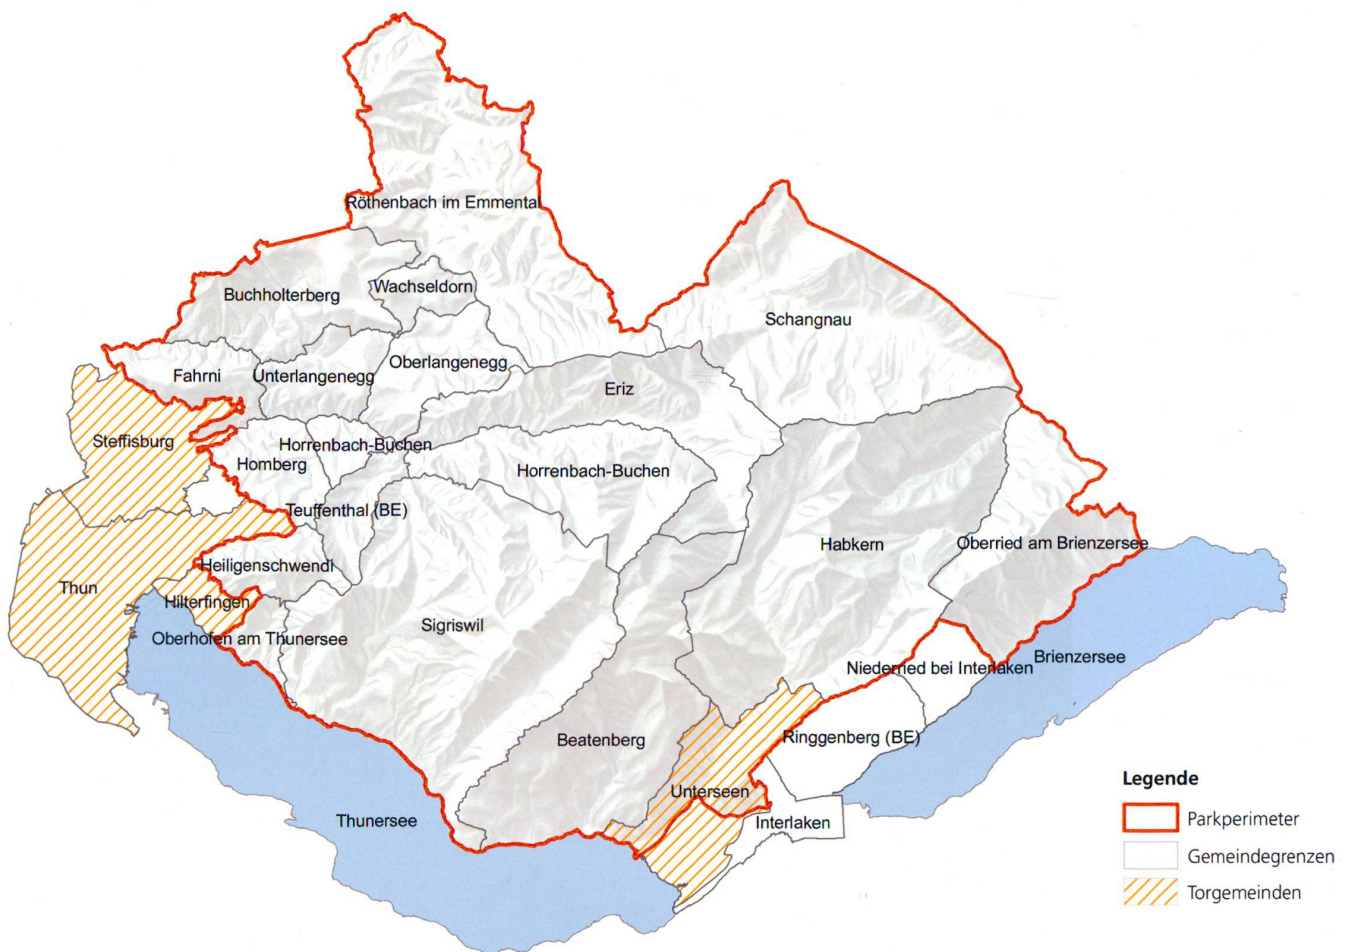 Röthenbach im Emmental
Buchholterberg
Wachseldorn
Schangnau
Fahrni
Unterlangenegg
Oberlangenegg
Eriz
Steffisburg
Horrenbach-Buchen
Homberg
Horrenbach-Buchen
Teuffenthal (BE)
Habkern
Oberried am Brienzersee
Heiligenschwendi
Thun
Hilterfingen
Oberhofen am Thunersee
Sigriswil
Niederried bei Interlaken
Brienzersee
Beatenberg
Ringgenberg (BE)
Unterseen
Thunersee
Interlaken
Legende
Parkperimeter
Gemeindegrenzen
Torgemeinden